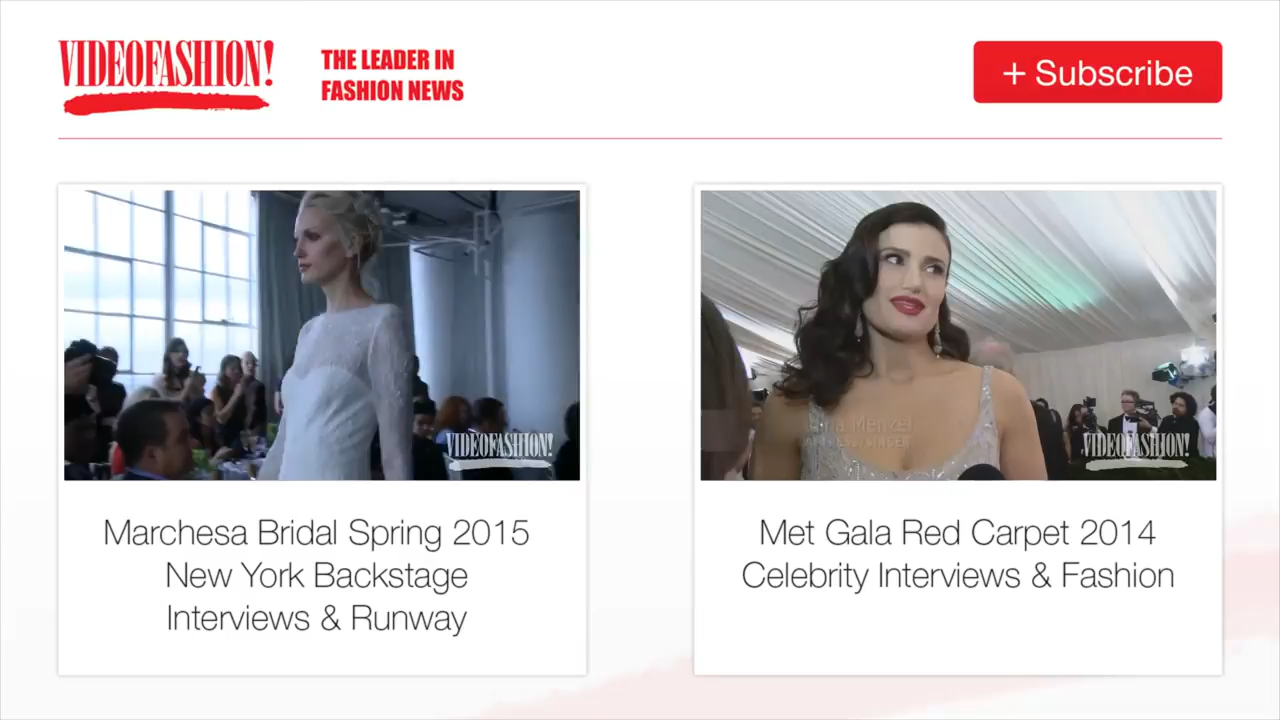 VIDEOFASHION!
THE LEADER IN
FASHION NEWS
+ Subscribe
VIDEOFASHION!
Menzel
VIDEOFASHION!
Marchesa Bridal Spring 2015
New York Backstage
Interviews & Runway
Met Gala Red Carpet 2014
Celebrity Interviews & Fashion